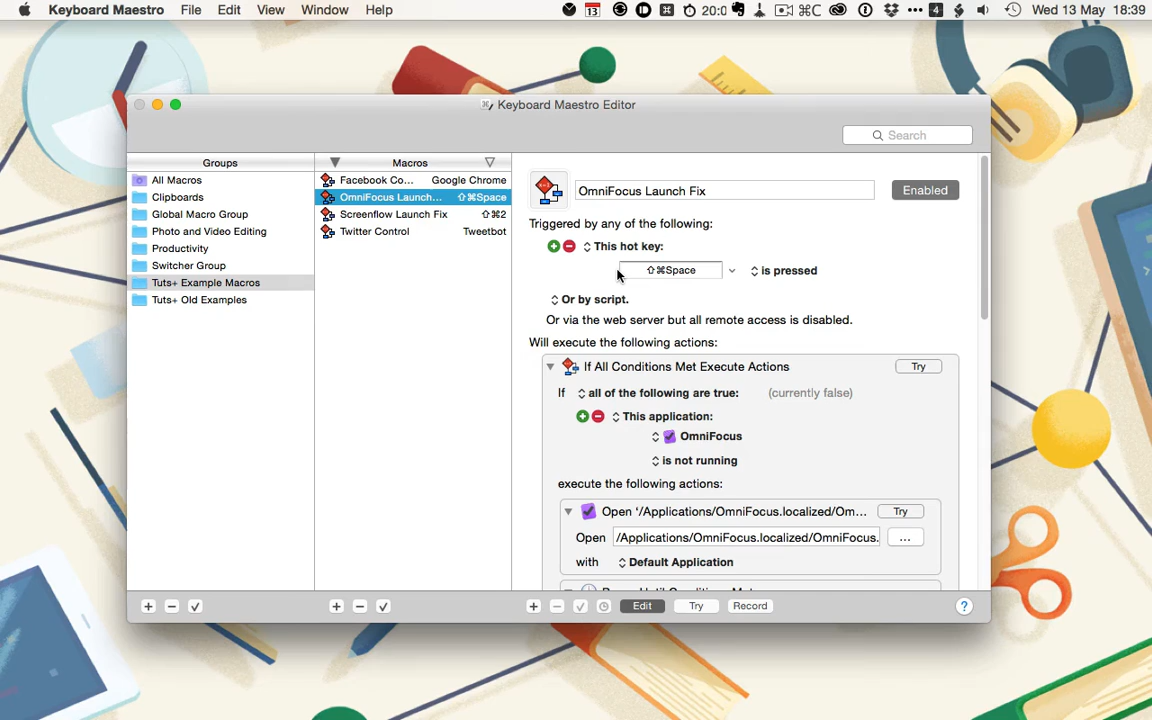 Keyboard Maestro File Edit View Window Help 13 20:0 ⌘C 4 Wed 13 May 18:39
Keyboard Maestro Editor
Search
Groups
All Macros
Clipboards
Global Macro Group
Photo and Video Editing
Productivity
Switcher Group
Tuts+ Example Macros
Tuts+ Old Examples
Macros
Facebook Co... Google Chrome
OmniFocus Launch... ⇧⌘Space
Screenflow Launch Fix ⇧⌘2
Twitter Control Tweetbot
OmniFocus Launch Fix Enabled
Triggered by any of the following:
This hot key:
⇧⌘Space is pressed
Or by script.
Or via the web server but all remote access is disabled.
Will execute the following actions:
If All Conditions Met Execute Actions Try
If all of the following are true: (currently false)
This application:
OmniFocus
is not running
execute the following actions:
Open '/Applications/OmniFocus.localized/Om... Try
Open /Applications/OmniFocus.localized/OmniFocus. ...
with Default Application
Edit Try Record ?